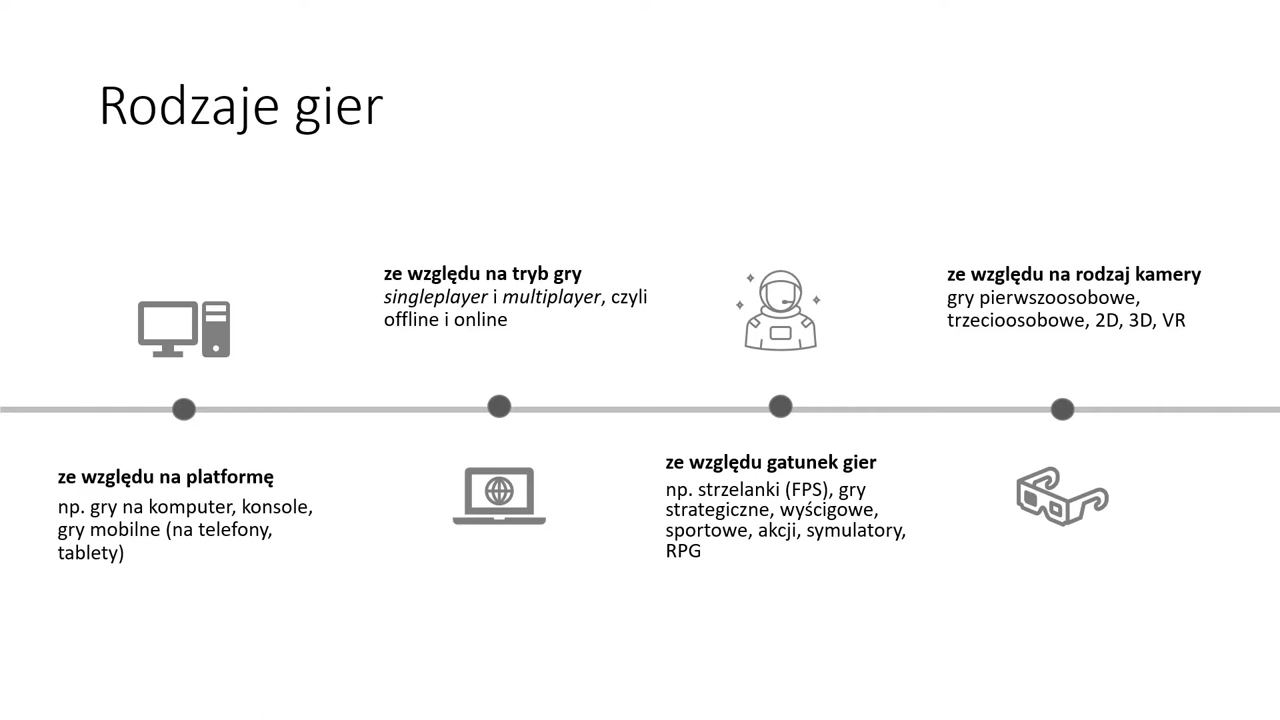 Rodzaje gier
ze względu na platformę
np. gry na komputer, konsole,
gry mobilne (na telefony,
tablety)
ze względu na tryb gry
singleplayer i multiplayer, czyli
offline i online
ze względu gatunek gier
np. strzelanki (FPS), gry
strategiczne, wyścigowe,
sportowe, akcji, symulatory,
RPG
ze względu na rodzaj kamery
gry pierwszoosobowe,
trzecioosobowe, 2D, 3D, VR